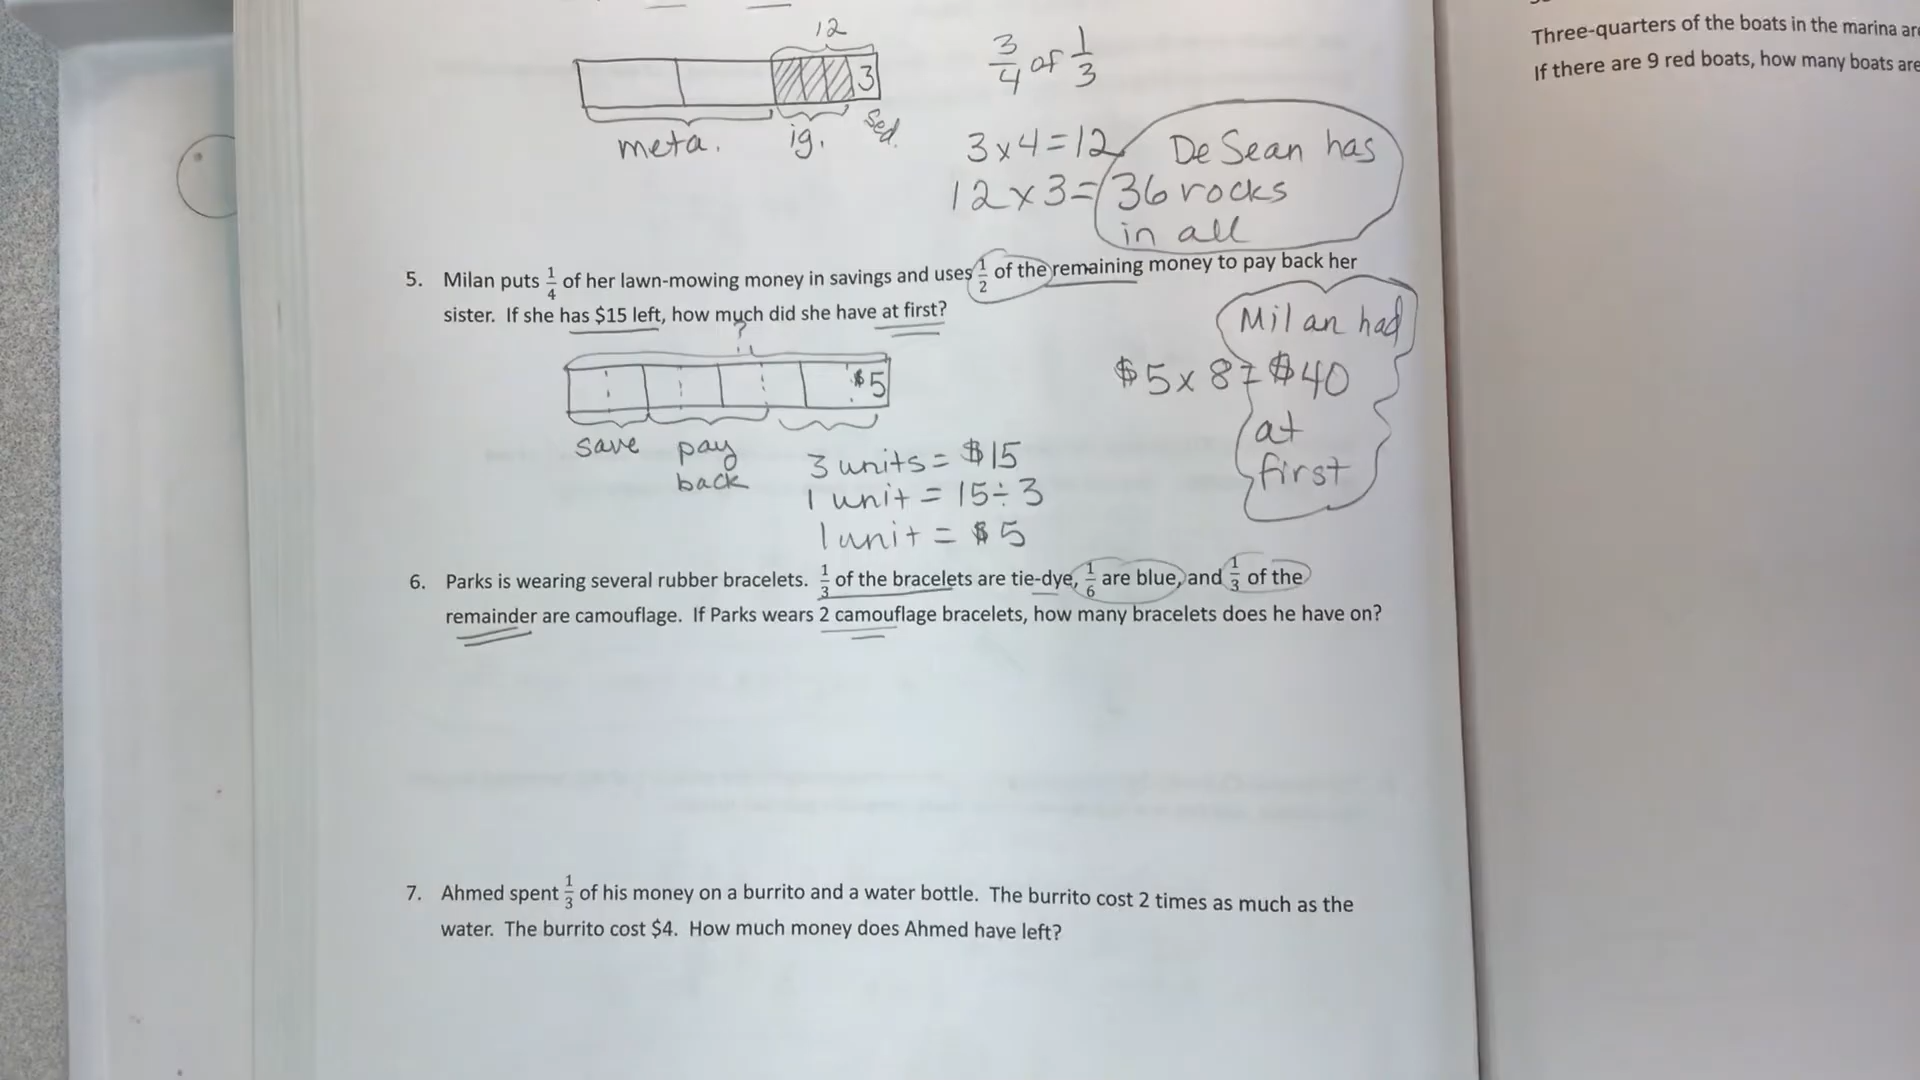 12
3
3/4 of 1/3
meta. ig. sed.
3 x 4 = 12
12 x 3 = 36 rocks
DeSean has
in all
5. Milan puts 1/4 of her lawn-mowing money in savings and uses 1/2 of the remaining money to pay back her
sister. If she has $15 left, how much did she have at first?
?
$5
save pay
back
3 units = $15
1 unit = 15 ÷ 3
1 unit = $5
Milan had
$5 x 8 = $40
at
first
6. Parks is wearing several rubber bracelets. 1/3 of the bracelets are tie-dye, 1/6 are blue, and 1/3 of the
remainder are camouflage. If Parks wears 2 camouflage bracelets, how many bracelets does he have on?
7. Ahmed spent 1/3 of his money on a burrito and a water bottle. The burrito cost 2 times as much as the
water. The burrito cost $4. How much money does Ahmed have left?
Three-quarters of the boats in the marina
If there are 9 red boats, how many boats are